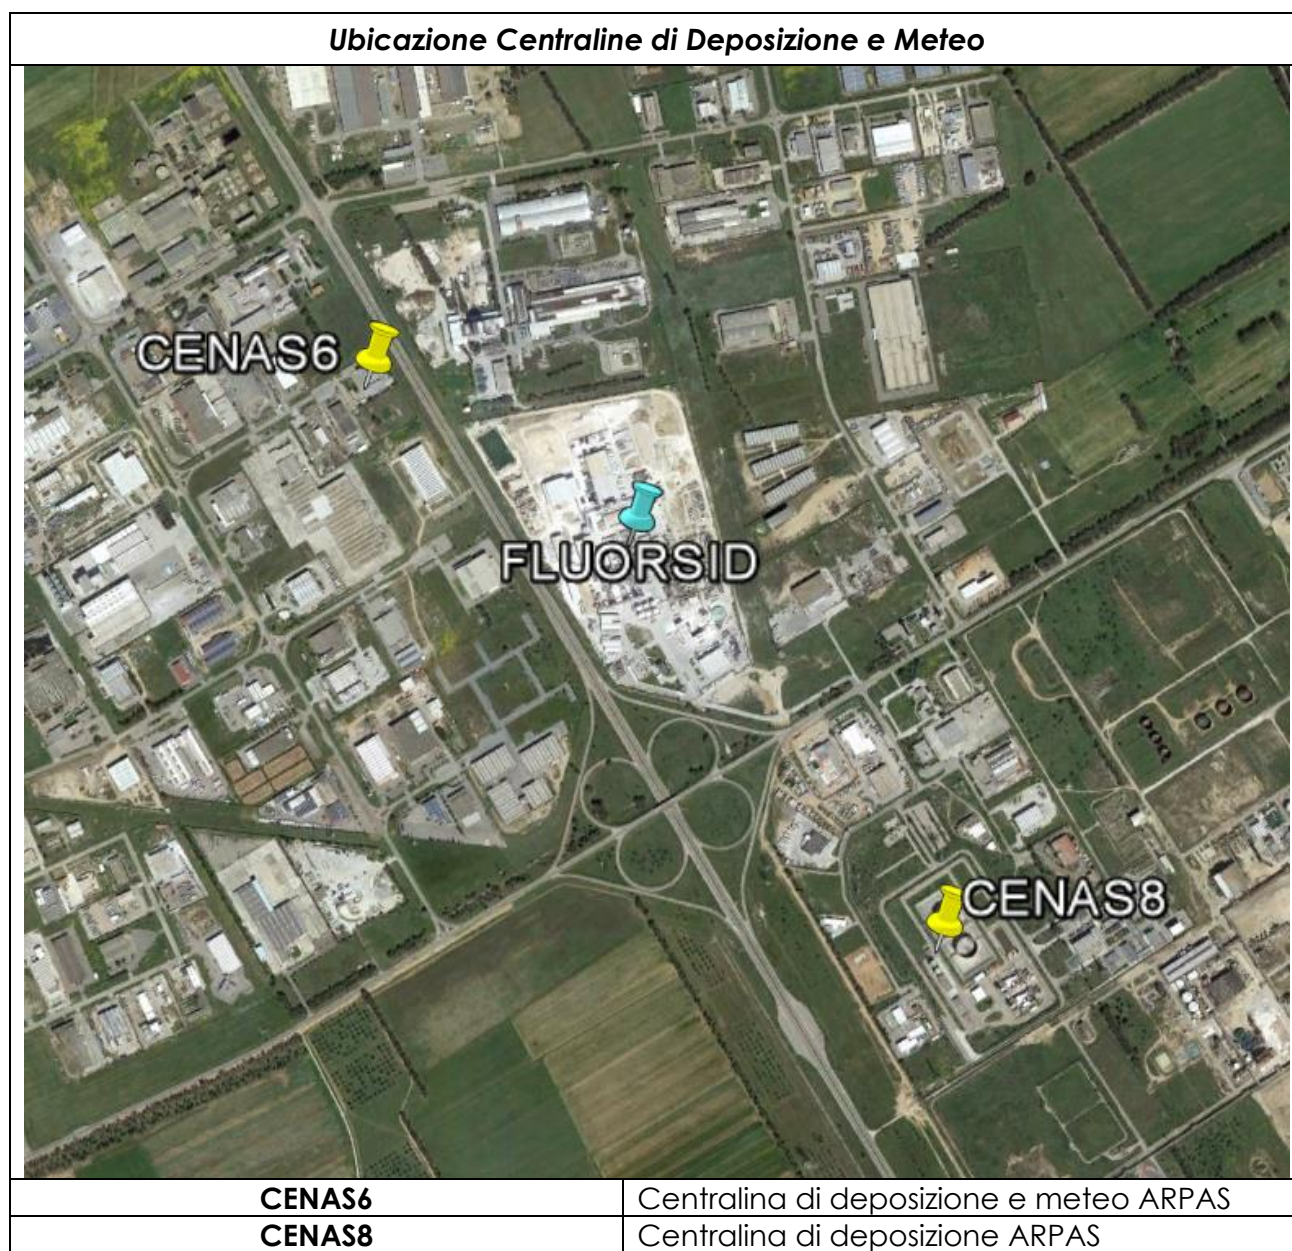 Ubicazione Centraline di Deposizione e Meteo
CENAS6
FLUORSID
CENAS8
CENAS6 Centralina di deposizione e meteo ARPAS
CENAS8 Centralina di deposizione ARPAS